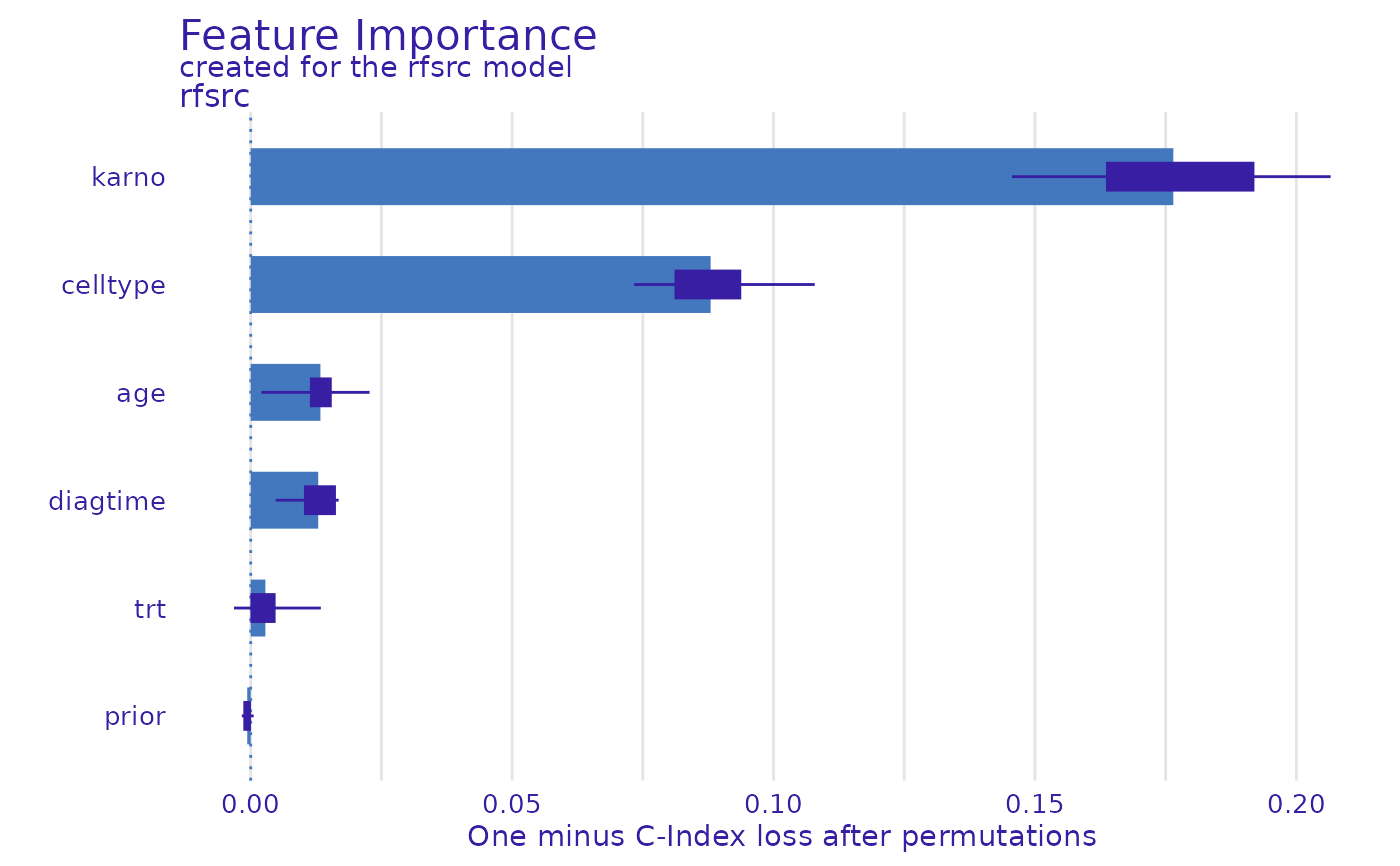 Feature Importance
created for the rfsrc model
rfsrc
karno
celltype
age
diagtime
trt
prior
0.00 0.05 0.10 0.15 0.20
One minus C-Index loss after permutations